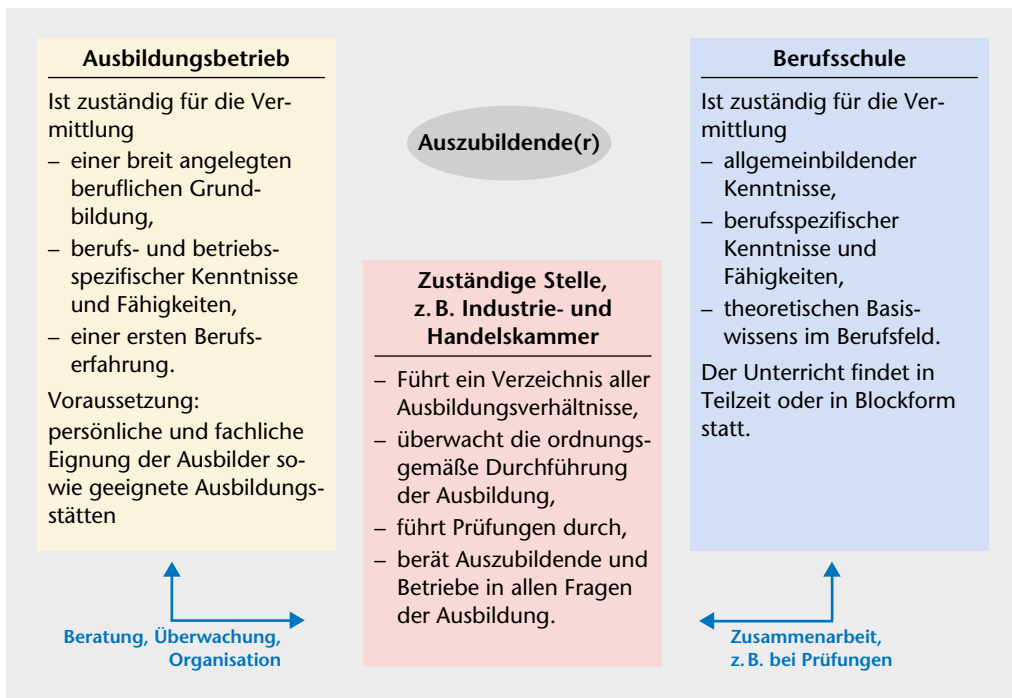 Ausbildungsbetrieb
Ist zuständig für die Ver-
mittlung
– einer breit angelegten
beruflichen Grund-
bildung,
– berufs- und betriebs-
spezifischer Kenntnisse
und Fähigkeiten,
– einer ersten Berufs-
erfahrung.
Voraussetzung:
persönliche und fachliche
Eignung der Ausbilder so-
wie geeignete Ausbildungs-
stätten
Auszubildende(r)
Zuständige Stelle,
z. B. Industrie- und
Handelskammer
– Führt ein Verzeichnis aller
Ausbildungsverhältnisse,
– überwacht die ordnungs-
gemäße Durchführung
der Ausbildung,
– führt Prüfungen durch,
– berät Auszubildende und
Betriebe in allen Fragen
der Ausbildung.
Berufsschule
Ist zuständig für die Ver-
mittlung
– allgemeinbildender
Kenntnisse,
– berufsspezifischer
Kenntnisse und
Fähigkeiten,
– theoretischen Basis-
wissens im Berufsfeld.
Der Unterricht findet in
Teilzeit oder in Blockform
statt.
Beratung, Überwachung,
Organisation
Zusammenarbeit,
z. B. bei Prüfungen